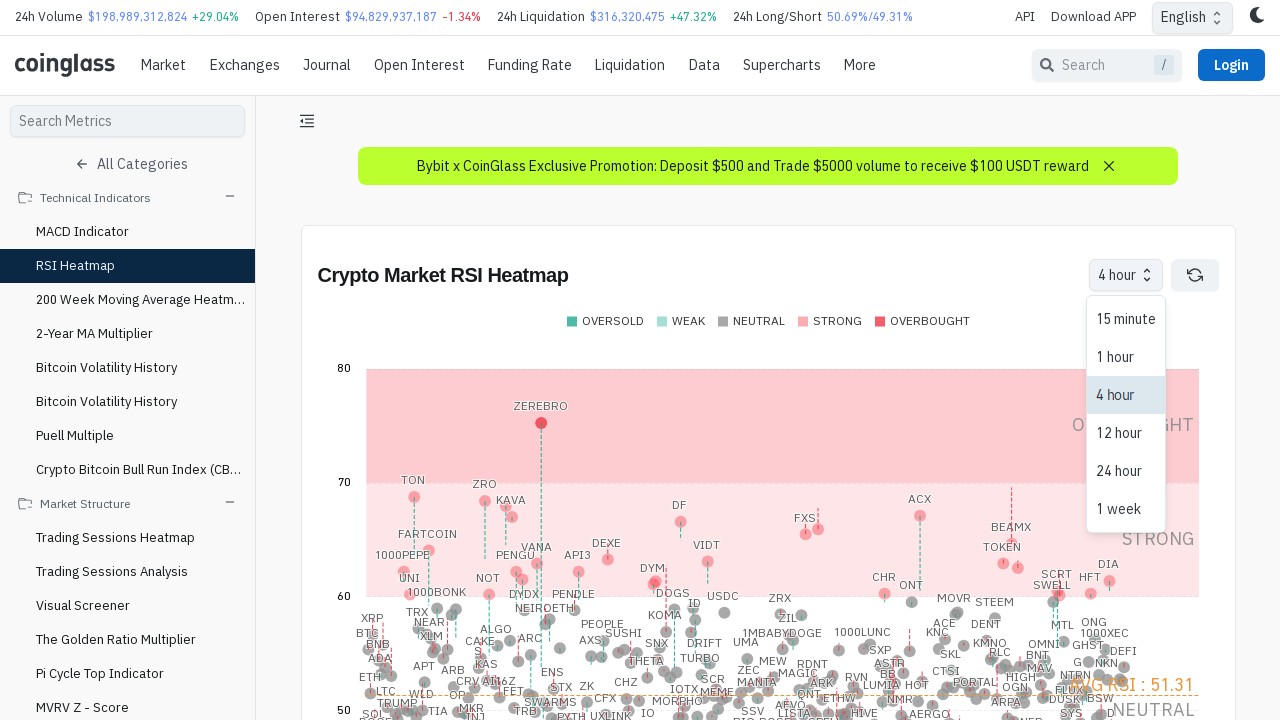 24h Volume $198,989,312,824 +29.04% Open Interest $94,829,937,187 -1.34% 24h Liquidation $316,320,475 +47.32% 24h Long/Short 50.69%/49.31% API Download APP English
coinglass Market Exchanges Journal Open Interest Funding Rate Liquidation Data Supercharts More Search / Login
Search Metrics
All Categories
Technical Indicators
MACD Indicator
RSI Heatmap
200 Week Moving Average Heatm...
2-Year MA Multiplier
Bitcoin Volatility History
Bitcoin Volatility History
Puell Multiple
Crypto Bitcoin Bull Run Index (CB...
Market Structure
Trading Sessions Heatmap
Trading Sessions Analysis
Visual Screener
The Golden Ratio Multiplier
Pi Cycle Top Indicator
MVRV Z - Score
Bybit x CoinGlass Exclusive Promotion: Deposit $500 and Trade $5000 volume to receive $100 USDT reward
Crypto Market RSI Heatmap
4 hour
15 minute
1 hour
4 hour
12 hour
24 hour
1 week
OVERSOLD WEAK NEUTRAL STRONG OVERBOUGHT
80
ZEREBRO
70
TON ZRO KAVA DF ACX
FXS BEAMX STRONG
FARTCOIN VANA DEXE VIDT TOKEN
1000PEPE PENGU API3 DYM DIA
UNI NOT CHR SCRT HFT
1000BONK DYDX PENDLE DOGS USDC ONT SWELL
60
ZRX MOVR STEEM
TRX NEIROETH ID
XRP NEAR KOMA ZIL ACE DENT MTL ONG
BTC XLM ALGO ARC PEOPLE SUSHI 1MBABYDOGE 1000LUNC KNC 1000XEC
BNB CAKE AXS SNX DRIFT UMA SXP KMNO OMNI GHST
ADA APT KAS THETA TURBO MEW RDNT ASTR SKL RLC BNT G DEFI
ETH ARB ENS ZEC MAGIC RVN BB CTSI MAV NKN
LTC CRV AI16Z STX ZK CHZ SCR MANTA ARK LUMIA HOT PORTAL HIGH NTRN
WLD OP FET CFX IOTX MEME QNT NMR OGN FLUX AVG RSI : 51.31
TRUMP MKR TRB SWARMS MORPHO AEVO ARPA DUSK BSW
50
SOL TIA INJ UXLINK IO SSV LISTA HIVE AERGO SYS NEUTRAL